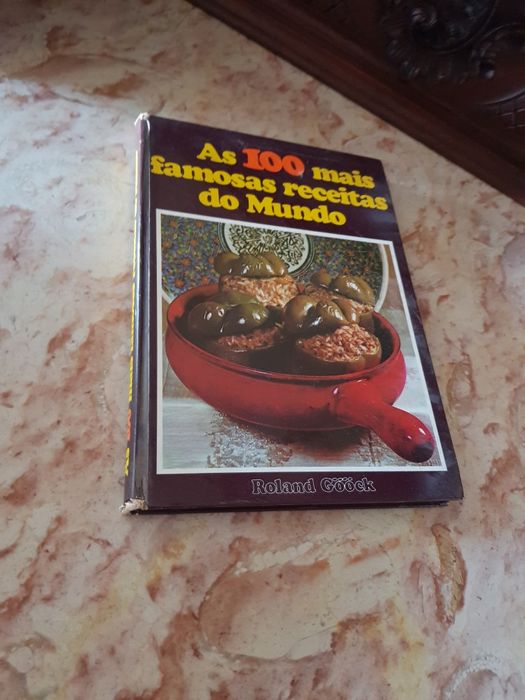 As 100 mais
famosas receitas
do Mundo
Roland Gööck